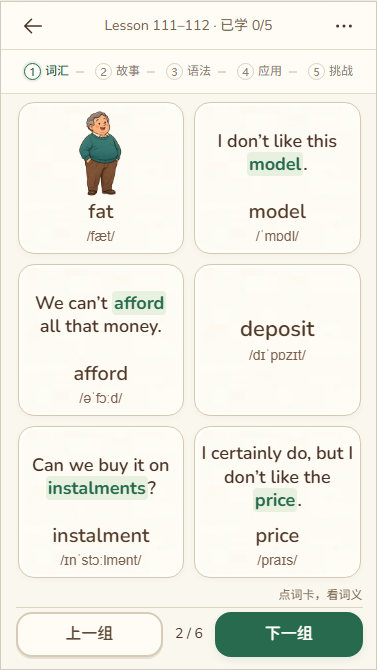 Lesson 111–112 · 已学 0/5
1 词汇
2 故事
3 语法
4 应用
5 挑战
fat
/fæt/
I don’t like this
model.
model
/ˈmɒdl/
We can’t afford
all that money.
afford
/əˈfɔːd/
deposit
/dɪˈpɒzɪt/
Can we buy it on
instalments?
instalment
/ɪnˈstɔːlmənt/
I certainly do, but I
don’t like the
price.
price
/praɪs/
点词卡，看词义
上一组
2 / 6
下一组